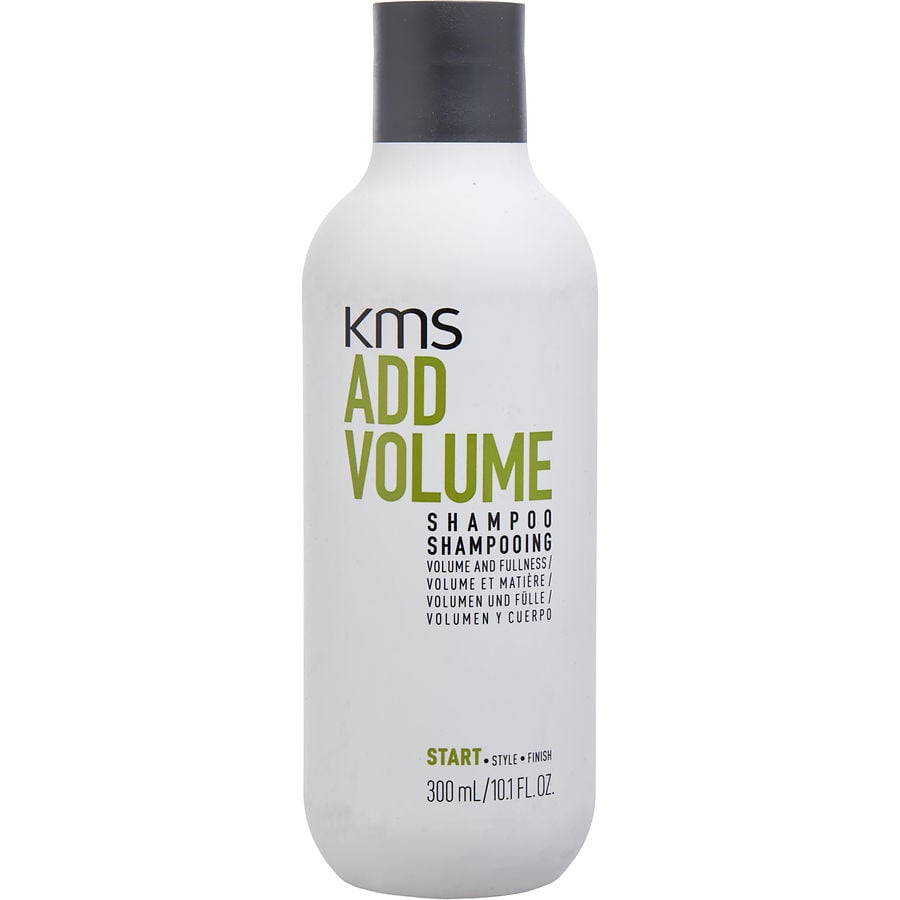 kms
ADD
VOLUME
SHAMPOO
SHAMPOOING
VOLUME AND FULLNESS/
VOLUME ET MATIÈRE/
VOLUMEN UND FÜLLE/
VOLUMEN Y CUERPO
START • STYLE • FINISH
300 mL/10.1 FL.OZ.